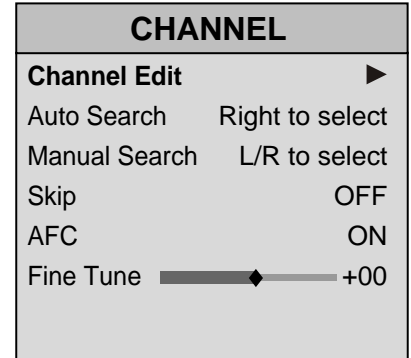 CHANNEL
Channel Edit
Auto Search Right to select
Manual Search L/R to select
Skip OFF
AFC ON
Fine Tune +00